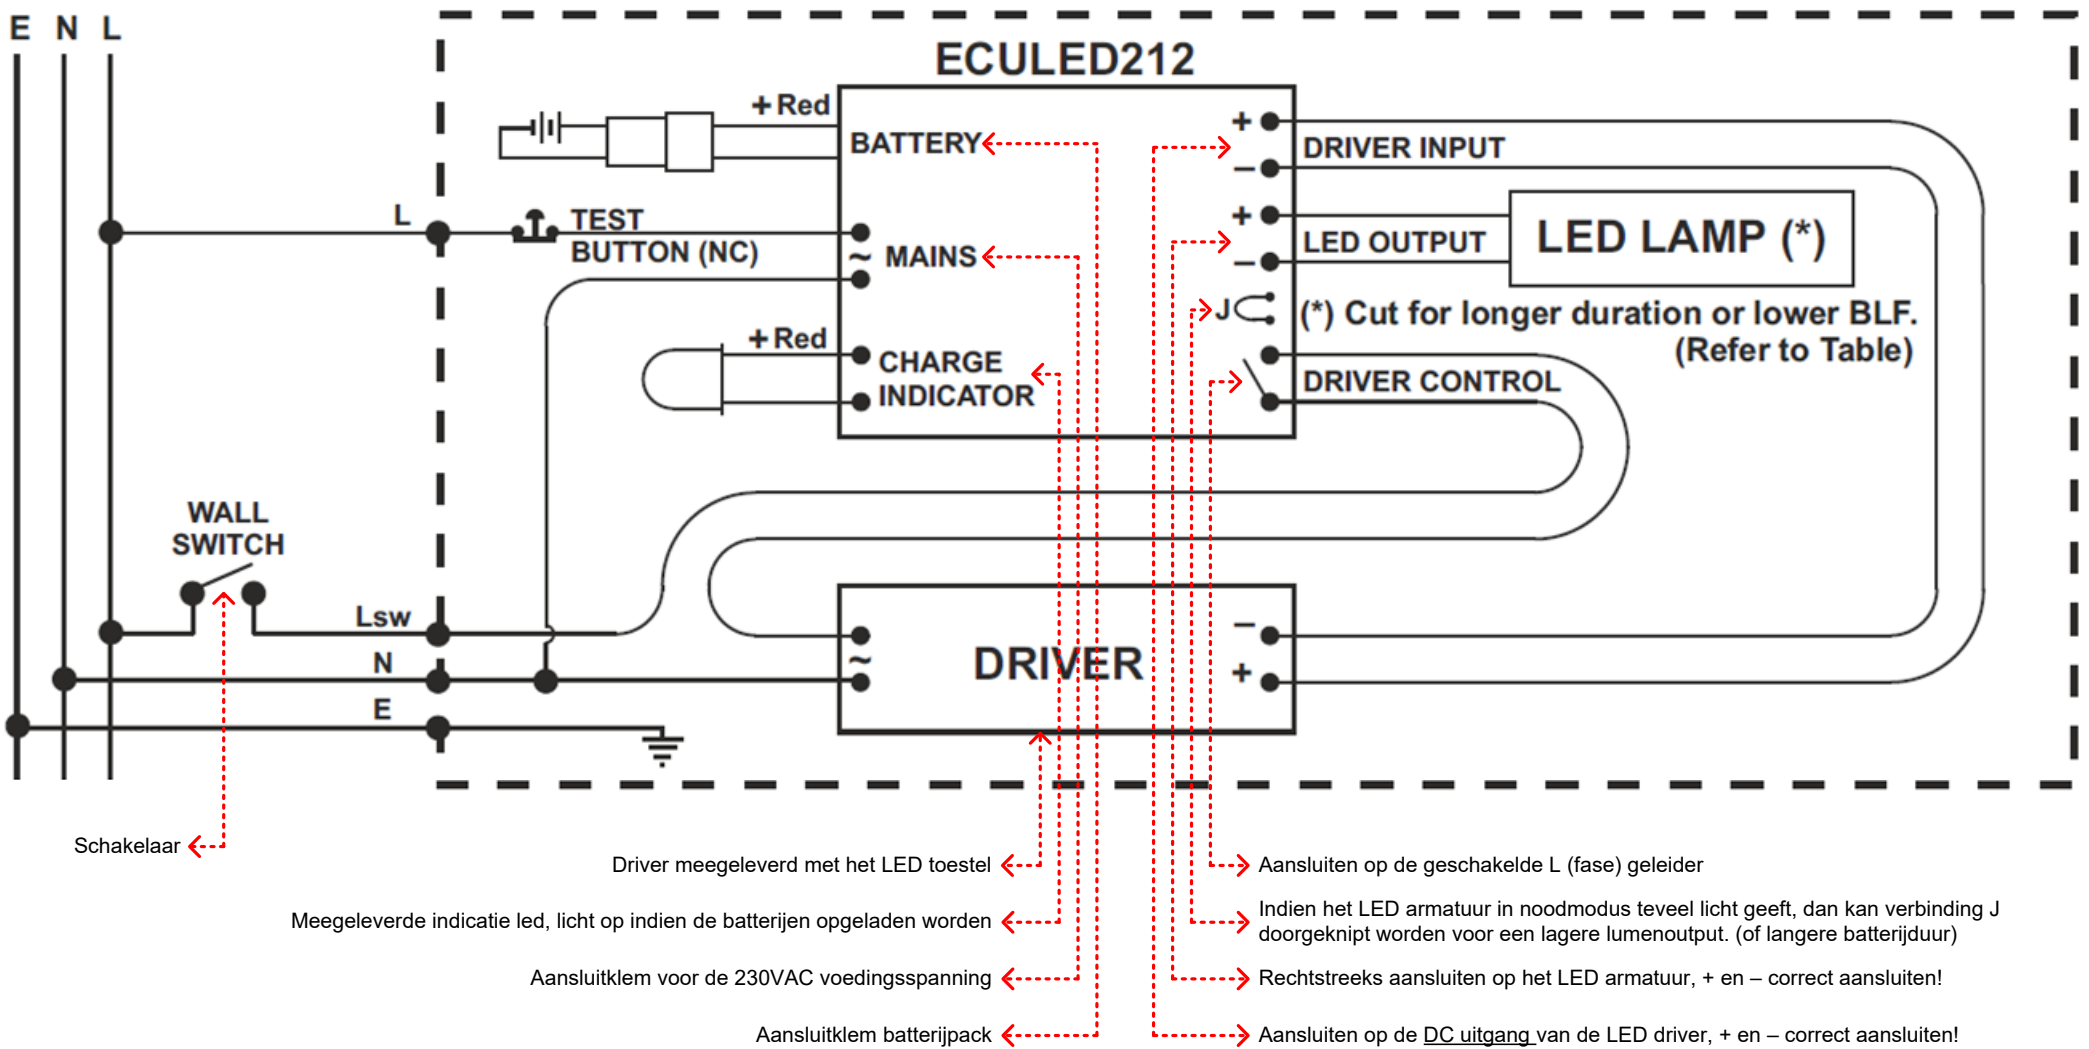 E N L
ECULED212
+ Red
BATTERY
+
DRIVER INPUT
–
L
TEST
BUTTON (NC)
~ MAINS
+
LED OUTPUT
–
LED LAMP (*)
J
(*) Cut for longer duration or lower BLF.
(Refer to Table)
+ Red
CHARGE
INDICATOR
DRIVER CONTROL
WALL
SWITCH
Lsw
N
E
~
DRIVER
–
+
Schakelaar
Driver meegeleverd met het LED toestel
Meegeleverde indicatie led, licht op indien de batterijen opgeladen worden
Aansluitklem voor de 230VAC voedingsspanning
Aansluitklem batterijpack
Aansluiten op de geschakelde L (fase) geleider
Indien het LED armatuur in noodmodus teveel licht geeft, dan kan verbinding J
doorgeknipt worden voor een lagere lumenoutput. (of langere batterijduur)
Rechtstreeks aansluiten op het LED armatuur, + en – correct aansluiten!
Aansluiten op de DC uitgang van de LED driver, + en – correct aansluiten!